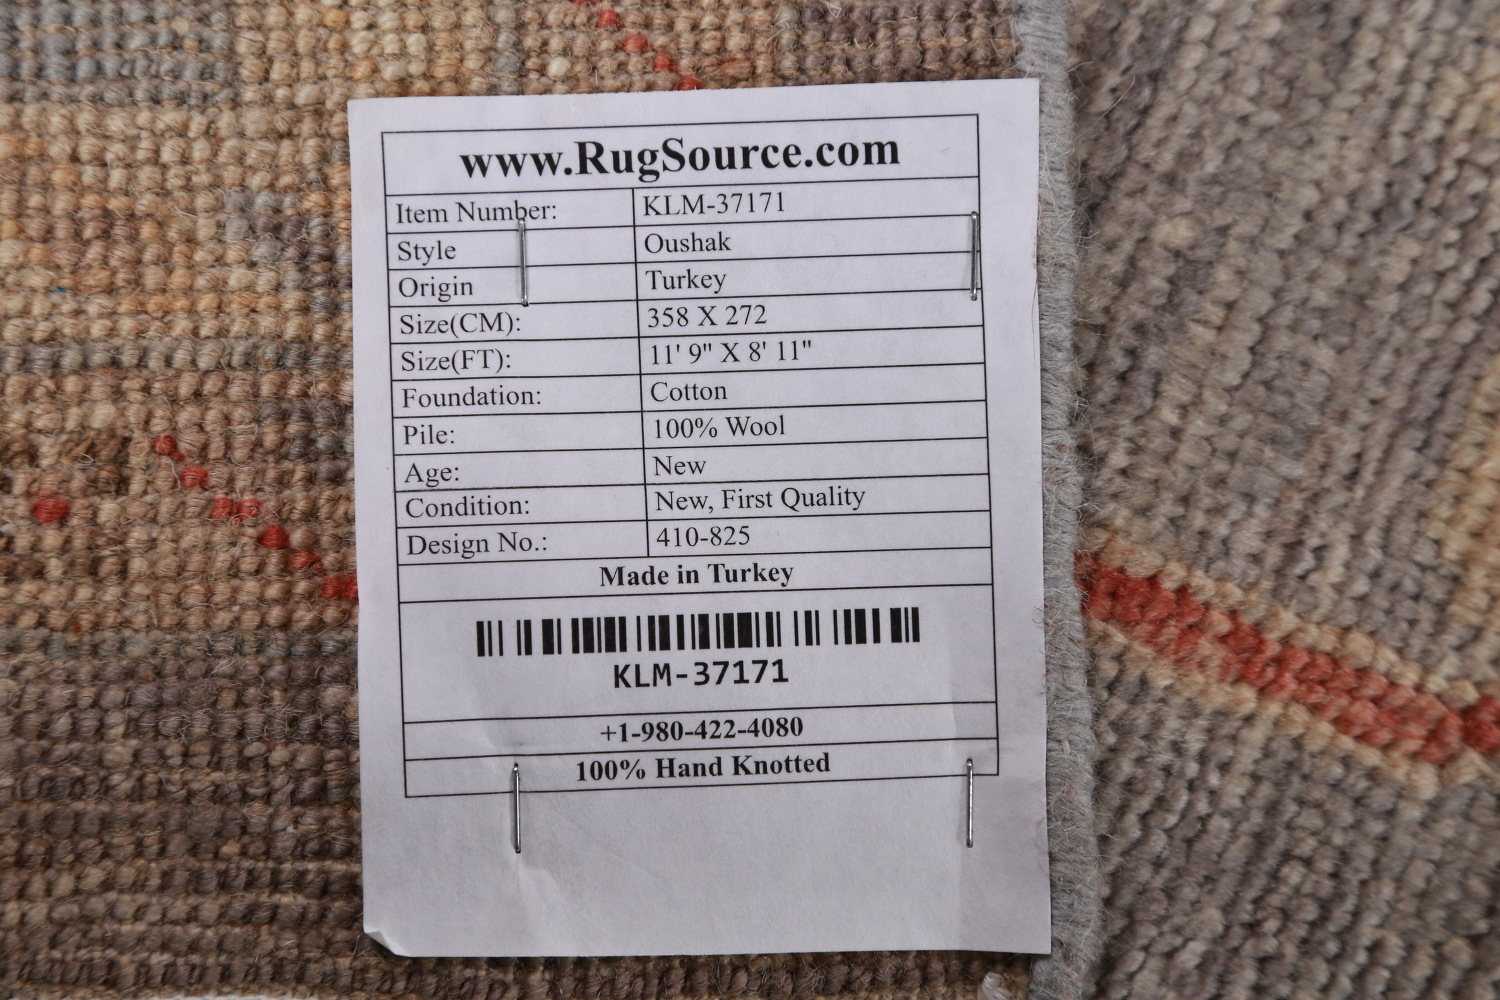 www.RugSource.com
Item Number: KLM-37171
Style Oushak
Origin Turkey
Size(CM): 358 X 272
Size(FT): 11' 9" X 8' 11"
Foundation: Cotton
Pile: 100% Wool
Age: New
Condition: New, First Quality
Design No.: 410-825
Made in Turkey
KLM-37171
+1-980-422-4080
100% Hand Knotted